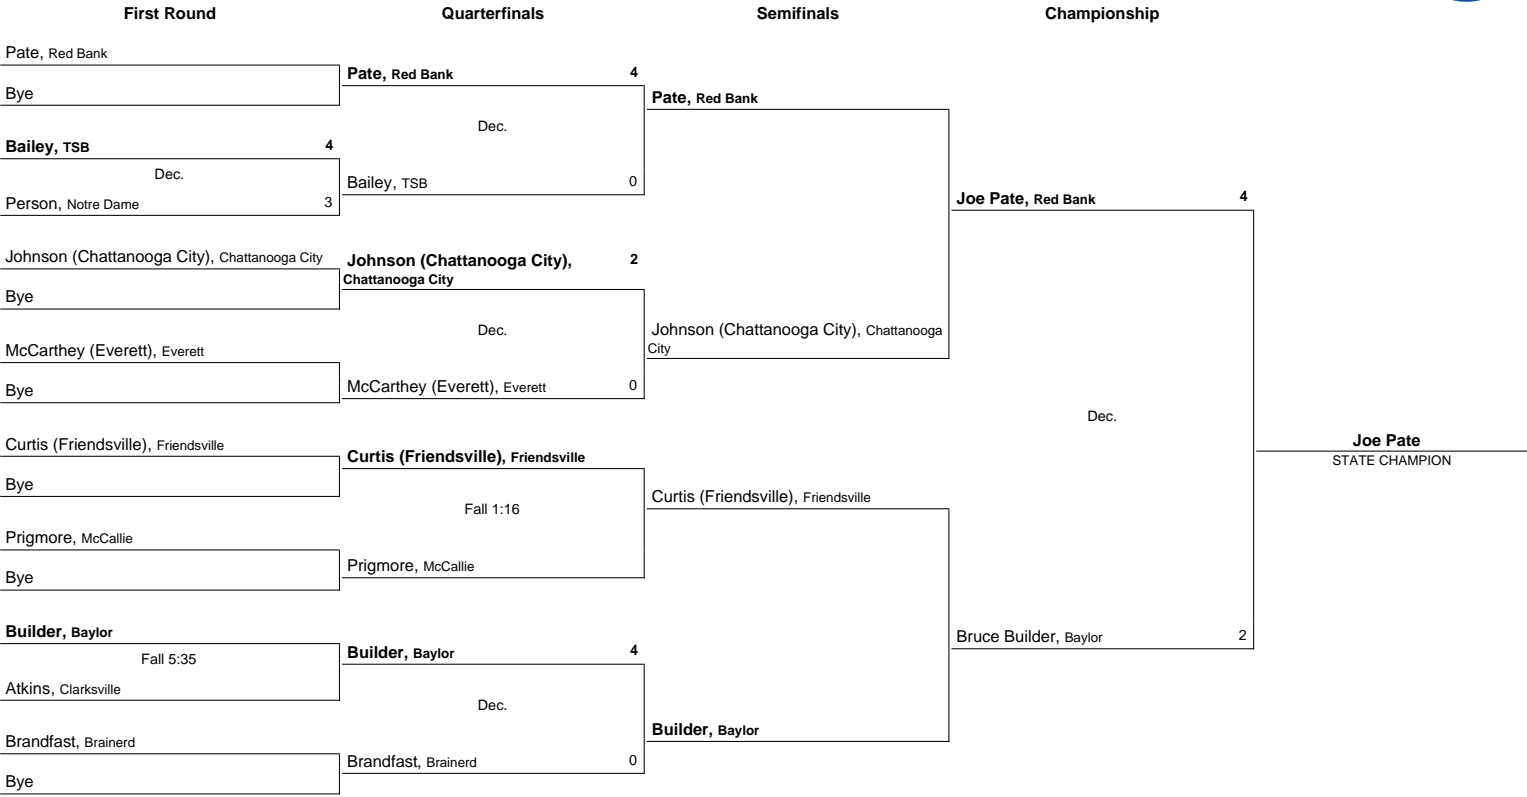 First Round
Quarterfinals
Semifinals
Championship
Pate, Red Bank
Bye
Bailey, TSB 4
Dec.
Person, Notre Dame 3
Johnson (Chattanooga City), Chattanooga City
Bye
McCarthey (Everett), Everett
Bye
Curtis (Friendsville), Friendsville
Bye
Prigmore, McCallie
Bye
Builder, Baylor
Fall 5:35
Atkins, Clarksville
Brandfast, Brainerd
Bye
Pate, Red Bank 4
Dec.
Bailey, TSB 0
Johnson (Chattanooga City), 2
Chattanooga City
Dec.
McCarthey (Everett), Everett 0
Curtis (Friendsville), Friendsville
Fall 1:16
Prigmore, McCallie
Builder, Baylor 4
Dec.
Brandfast, Brainerd 0
Pate, Red Bank
Johnson (Chattanooga City), Chattanooga
City
Curtis (Friendsville), Friendsville
Builder, Baylor
Joe Pate, Red Bank 4
Dec.
Bruce Builder, Baylor 2
Joe Pate
STATE CHAMPION